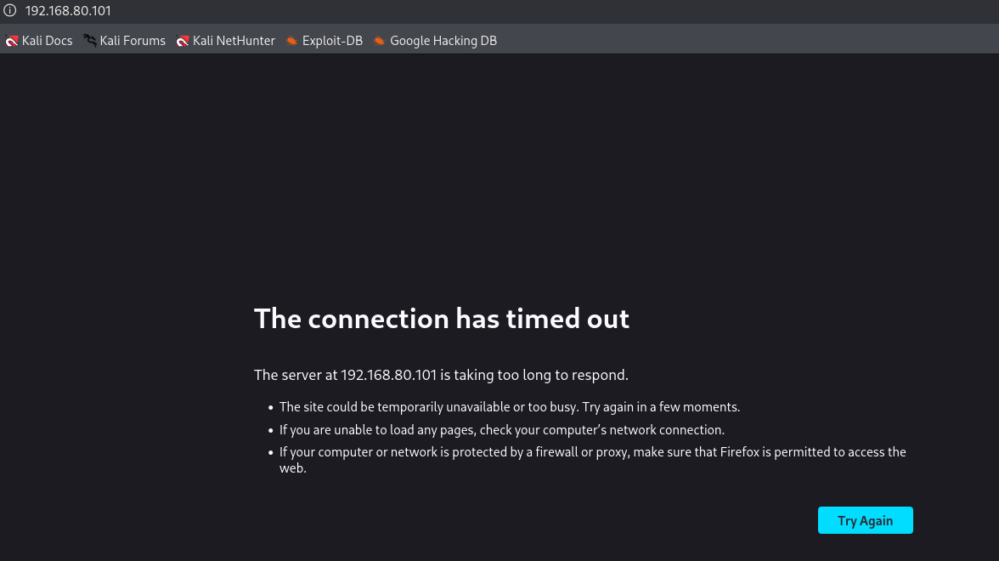 192.168.80.101
Kali Docs Kali Forums Kali NetHunter Exploit-DB Google Hacking DB
The connection has timed out
The server at 192.168.80.101 is taking too long to respond.
The site could be temporarily unavailable or too busy. Try again in a few moments.
If you are unable to load any pages, check your computer’s network connection.
If your computer or network is protected by a firewall or proxy, make sure that Firefox is permitted to access the
web.
Try Again